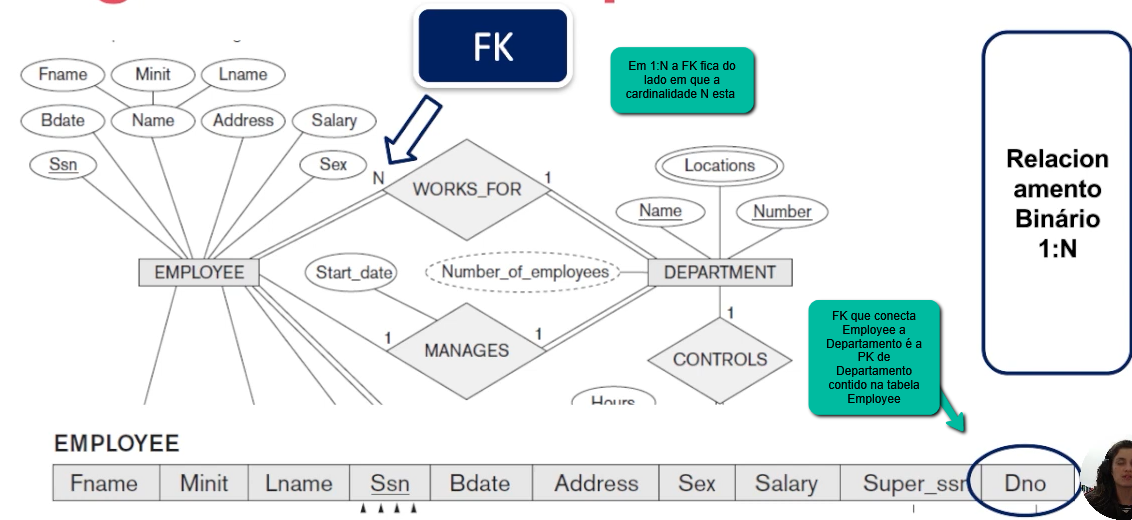 FK
Em 1:N a FK fica do
lado em que a
cardinalidade N esta
Relacion
amento
Binário
1:N
Fname
Minit
Lname
Bdate
Name
Address
Salary
Ssn
Sex
N
WORKS_FOR
1
Locations
Name
Number
EMPLOYEE
Start_date
Number_of_employees
DEPARTMENT
1
MANAGES
1
1
CONTROLS
Hours
FK que conecta
Employee a
Departamento é a
PK de
Departamento
contido na tabela
Employee
EMPLOYEE
Fname Minit Lname Ssn Bdate Address Sex Salary Super_ssn Dno